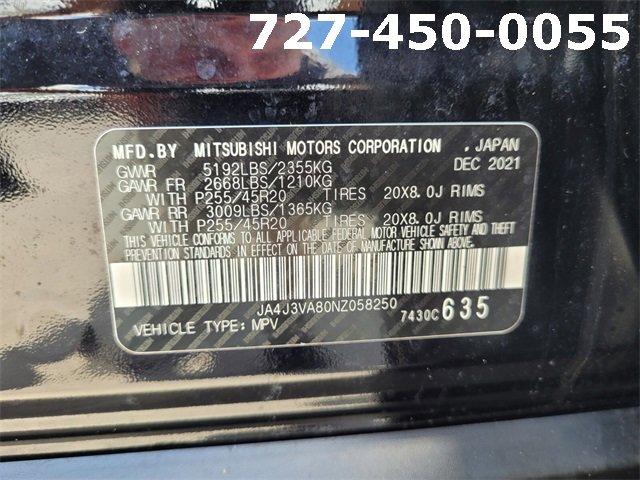 727-450-0055
MFD.BY MITSUBISHI MOTORS CORPORATION , JAPAN
GVWR 5192LBS/2355KG DEC 2021
GAWR FR 2668LBS/1210KG
WITH P255/45R20 TIRES 20X8.0J RIMS
GAWR RR 3009LBS/1365KG
WITH P255/45R20 TIRES 20X8.0J RIMS
THIS VEHICLE CONFORMS TO ALL APPLICABLE FEDERAL MOTOR VEHICLE SAFETY AND THEFT
PREVENTION STANDARDS IN EFFECT ON THE DATE OF MANUFACTURE SHOWN ABOVE.
JA4J3VA80NZ058250
7430C635
VEHICLE TYPE: MPV